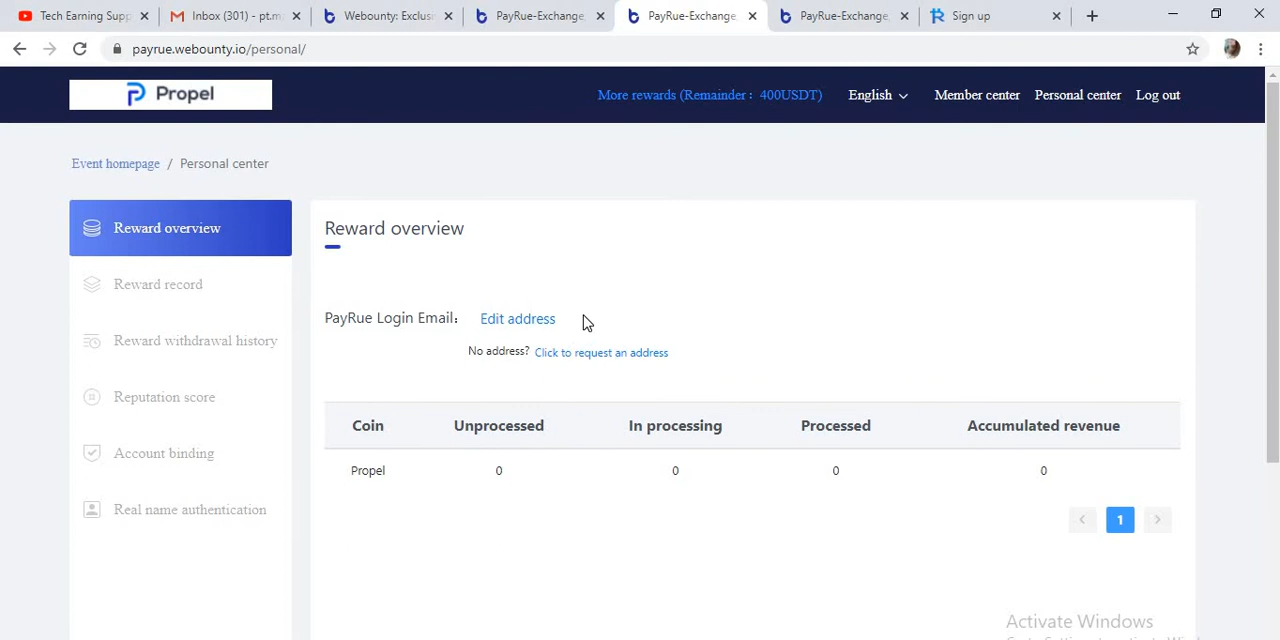 Tech Earning Supp
Inbox (301) - pt.m
Webounty: Exclus
PayRue-Exchange,
PayRue-Exchange,
PayRue-Exchange,
Sign up
payrue.webounty.io/personal/
Propel
More rewards (Remainder : 400USDT)
English
Member center
Personal center
Log out
Event homepage / Personal center
Reward overview
Reward record
Reward withdrawal history
Reputation score
Account binding
Real name authentication
Reward overview
PayRue Login Email: Edit address
No address? Click to request an address
Coin Unprocessed In processing Processed Accumulated revenue
Propel 0 0 0 0
1
Activate Windows